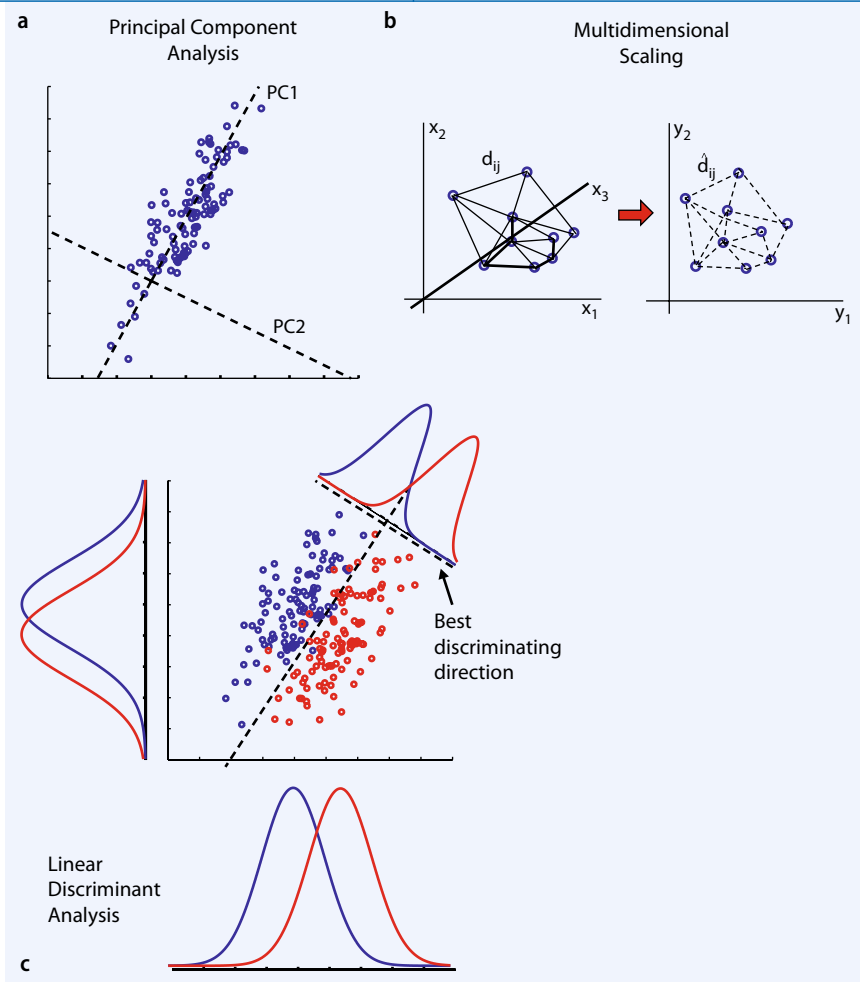 a
Principal Component
Analysis
PC1
PC2
b
Multidimensional
Scaling
x2
dij
x3
x1
y2
d̂ij
y1
Best
discriminating
direction
Linear
Discriminant
Analysis
c